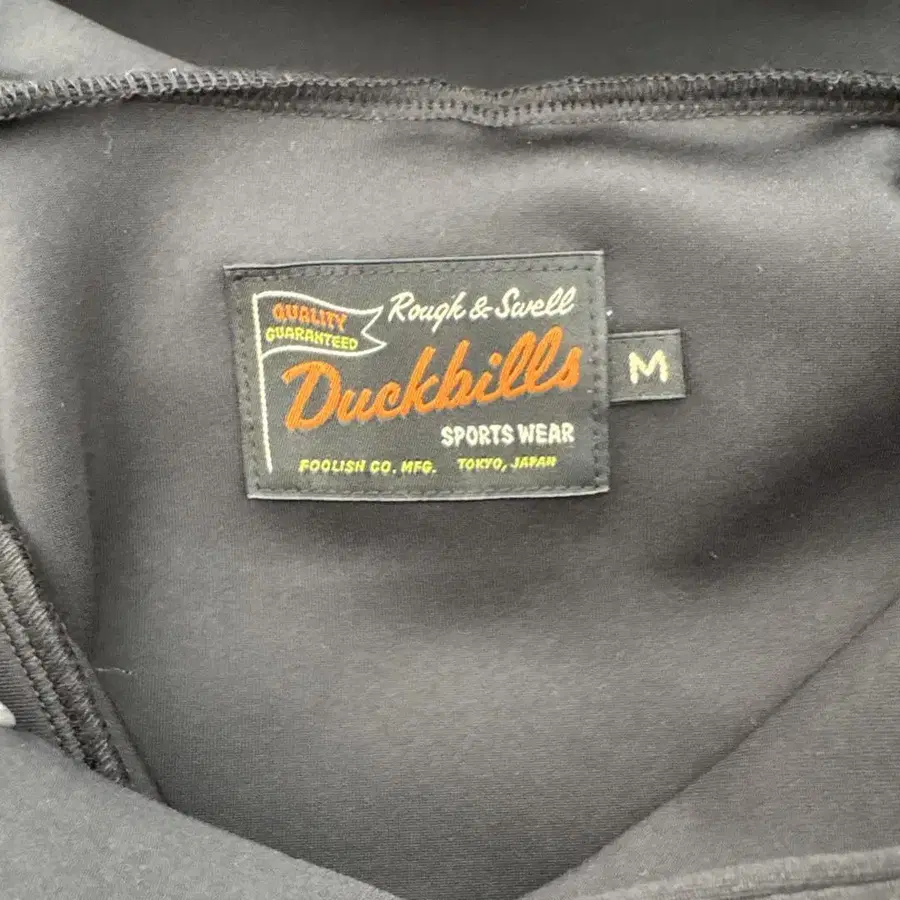 QUALITY
GUARANTEED
Rough & Swell
Duckbills
SPORTS WEAR
FOOLISH CO. MFG. TOKYO, JAPAN
M